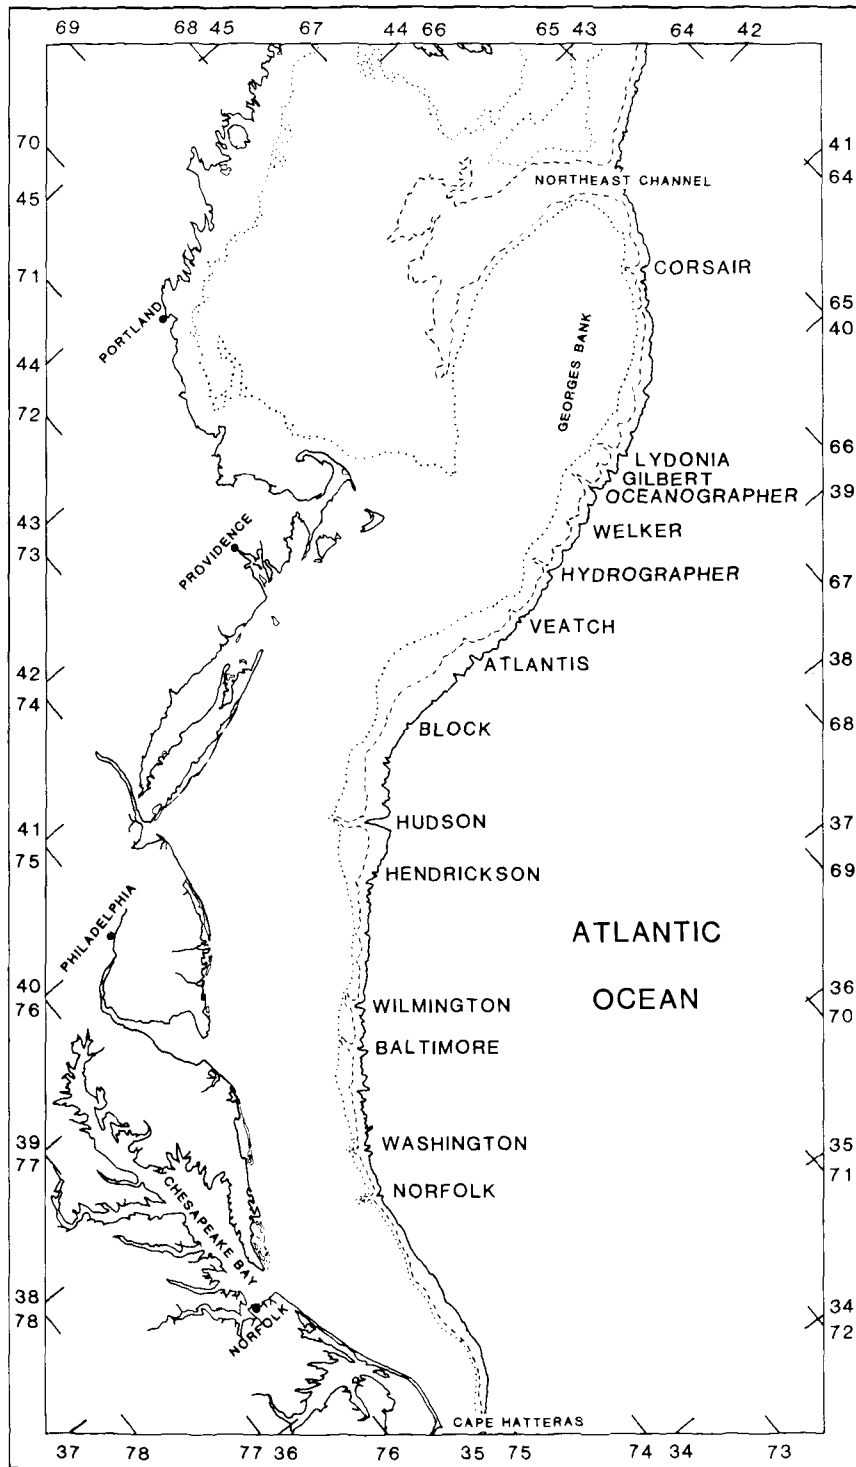 69 68 45 67 44 66 65 43 64 42
70
41
64
45
NORTHEAST CHANNEL
CORSAIR
71
65
40
PORTLAND
GEORGES BANK
44
72
66
LYDONIA
GILBERT
OCEANOGRAPHER
39
43
73
WELKER
PROVIDENCE
HYDROGRAPHER
67
VEATCH
ATLANTIS
38
42
74
BLOCK
68
HUDSON
37
41
75
HENDRICKSON
69
PHILADELPHIA
ATLANTIC
OCEAN
40
76
36
70
WILMINGTON
BALTIMORE
39
77
WASHINGTON
35
71
NORFOLK
CHESAPEAKE BAY
38
78
34
72
NORFOLK
CAPE HATTERAS
37 78 77 36 76 35 75 74 34 73